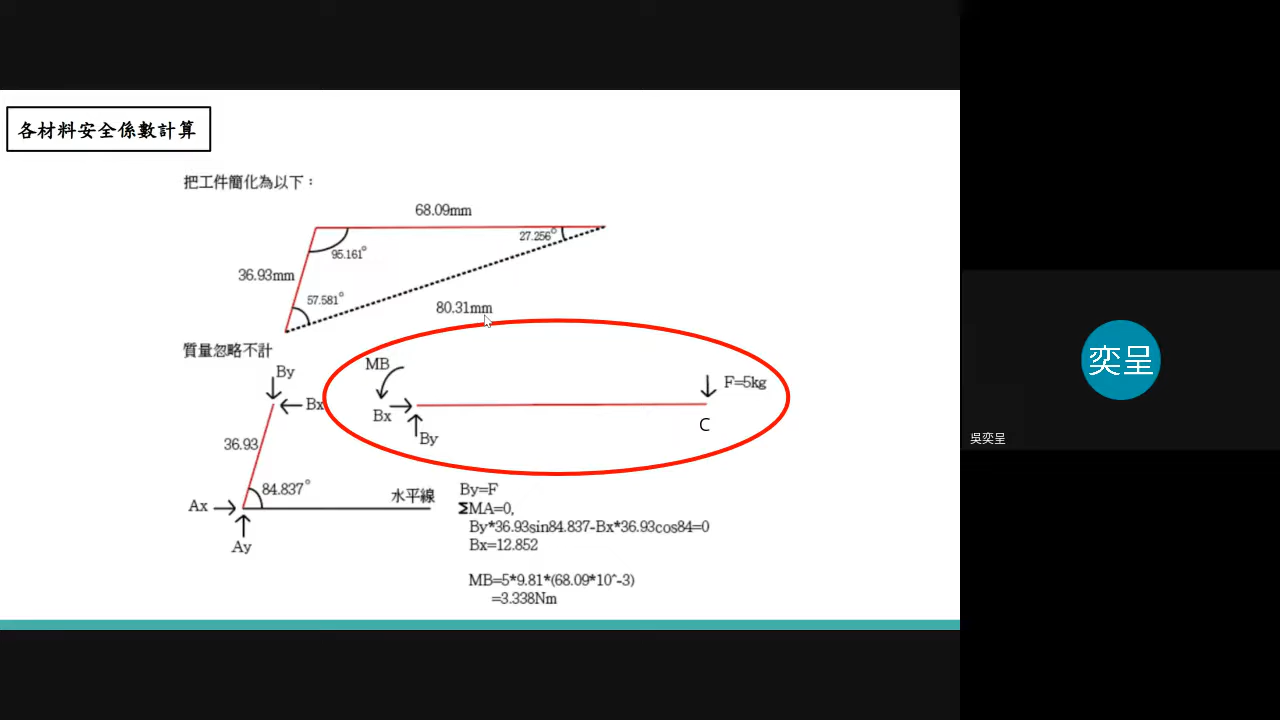 各材料安全係數計算
把工件簡化為以下：
68.09mm
95.161°
27.256°
36.93mm
57.581°
80.31mm
質量忽略不計
By
Bx
MB
Bx
By
F=5kg
C
36.93
84.837°
水平線
Ax
Ay
By=F
ΣMA=0,
By*36.93sin84.837-Bx*36.93cos84=0
Bx=12.852
MB=5*9.81*(68.09*10^-3)
=3.338Nm
奕呈
吳奕呈